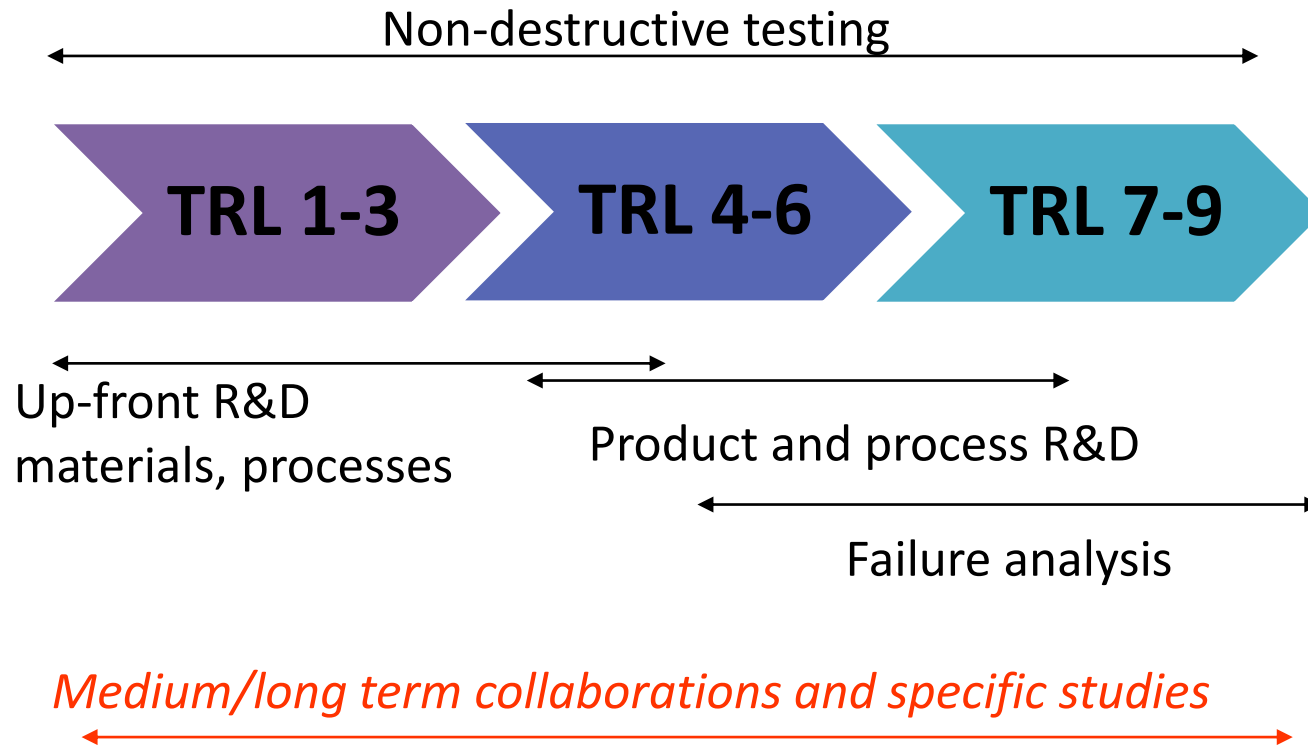 Non-destructive testing
TRL 1-3
TRL 4-6
TRL 7-9
Up-front R&D
materials, processes
Product and process R&D
Failure analysis
Medium/long term collaborations and specific studies